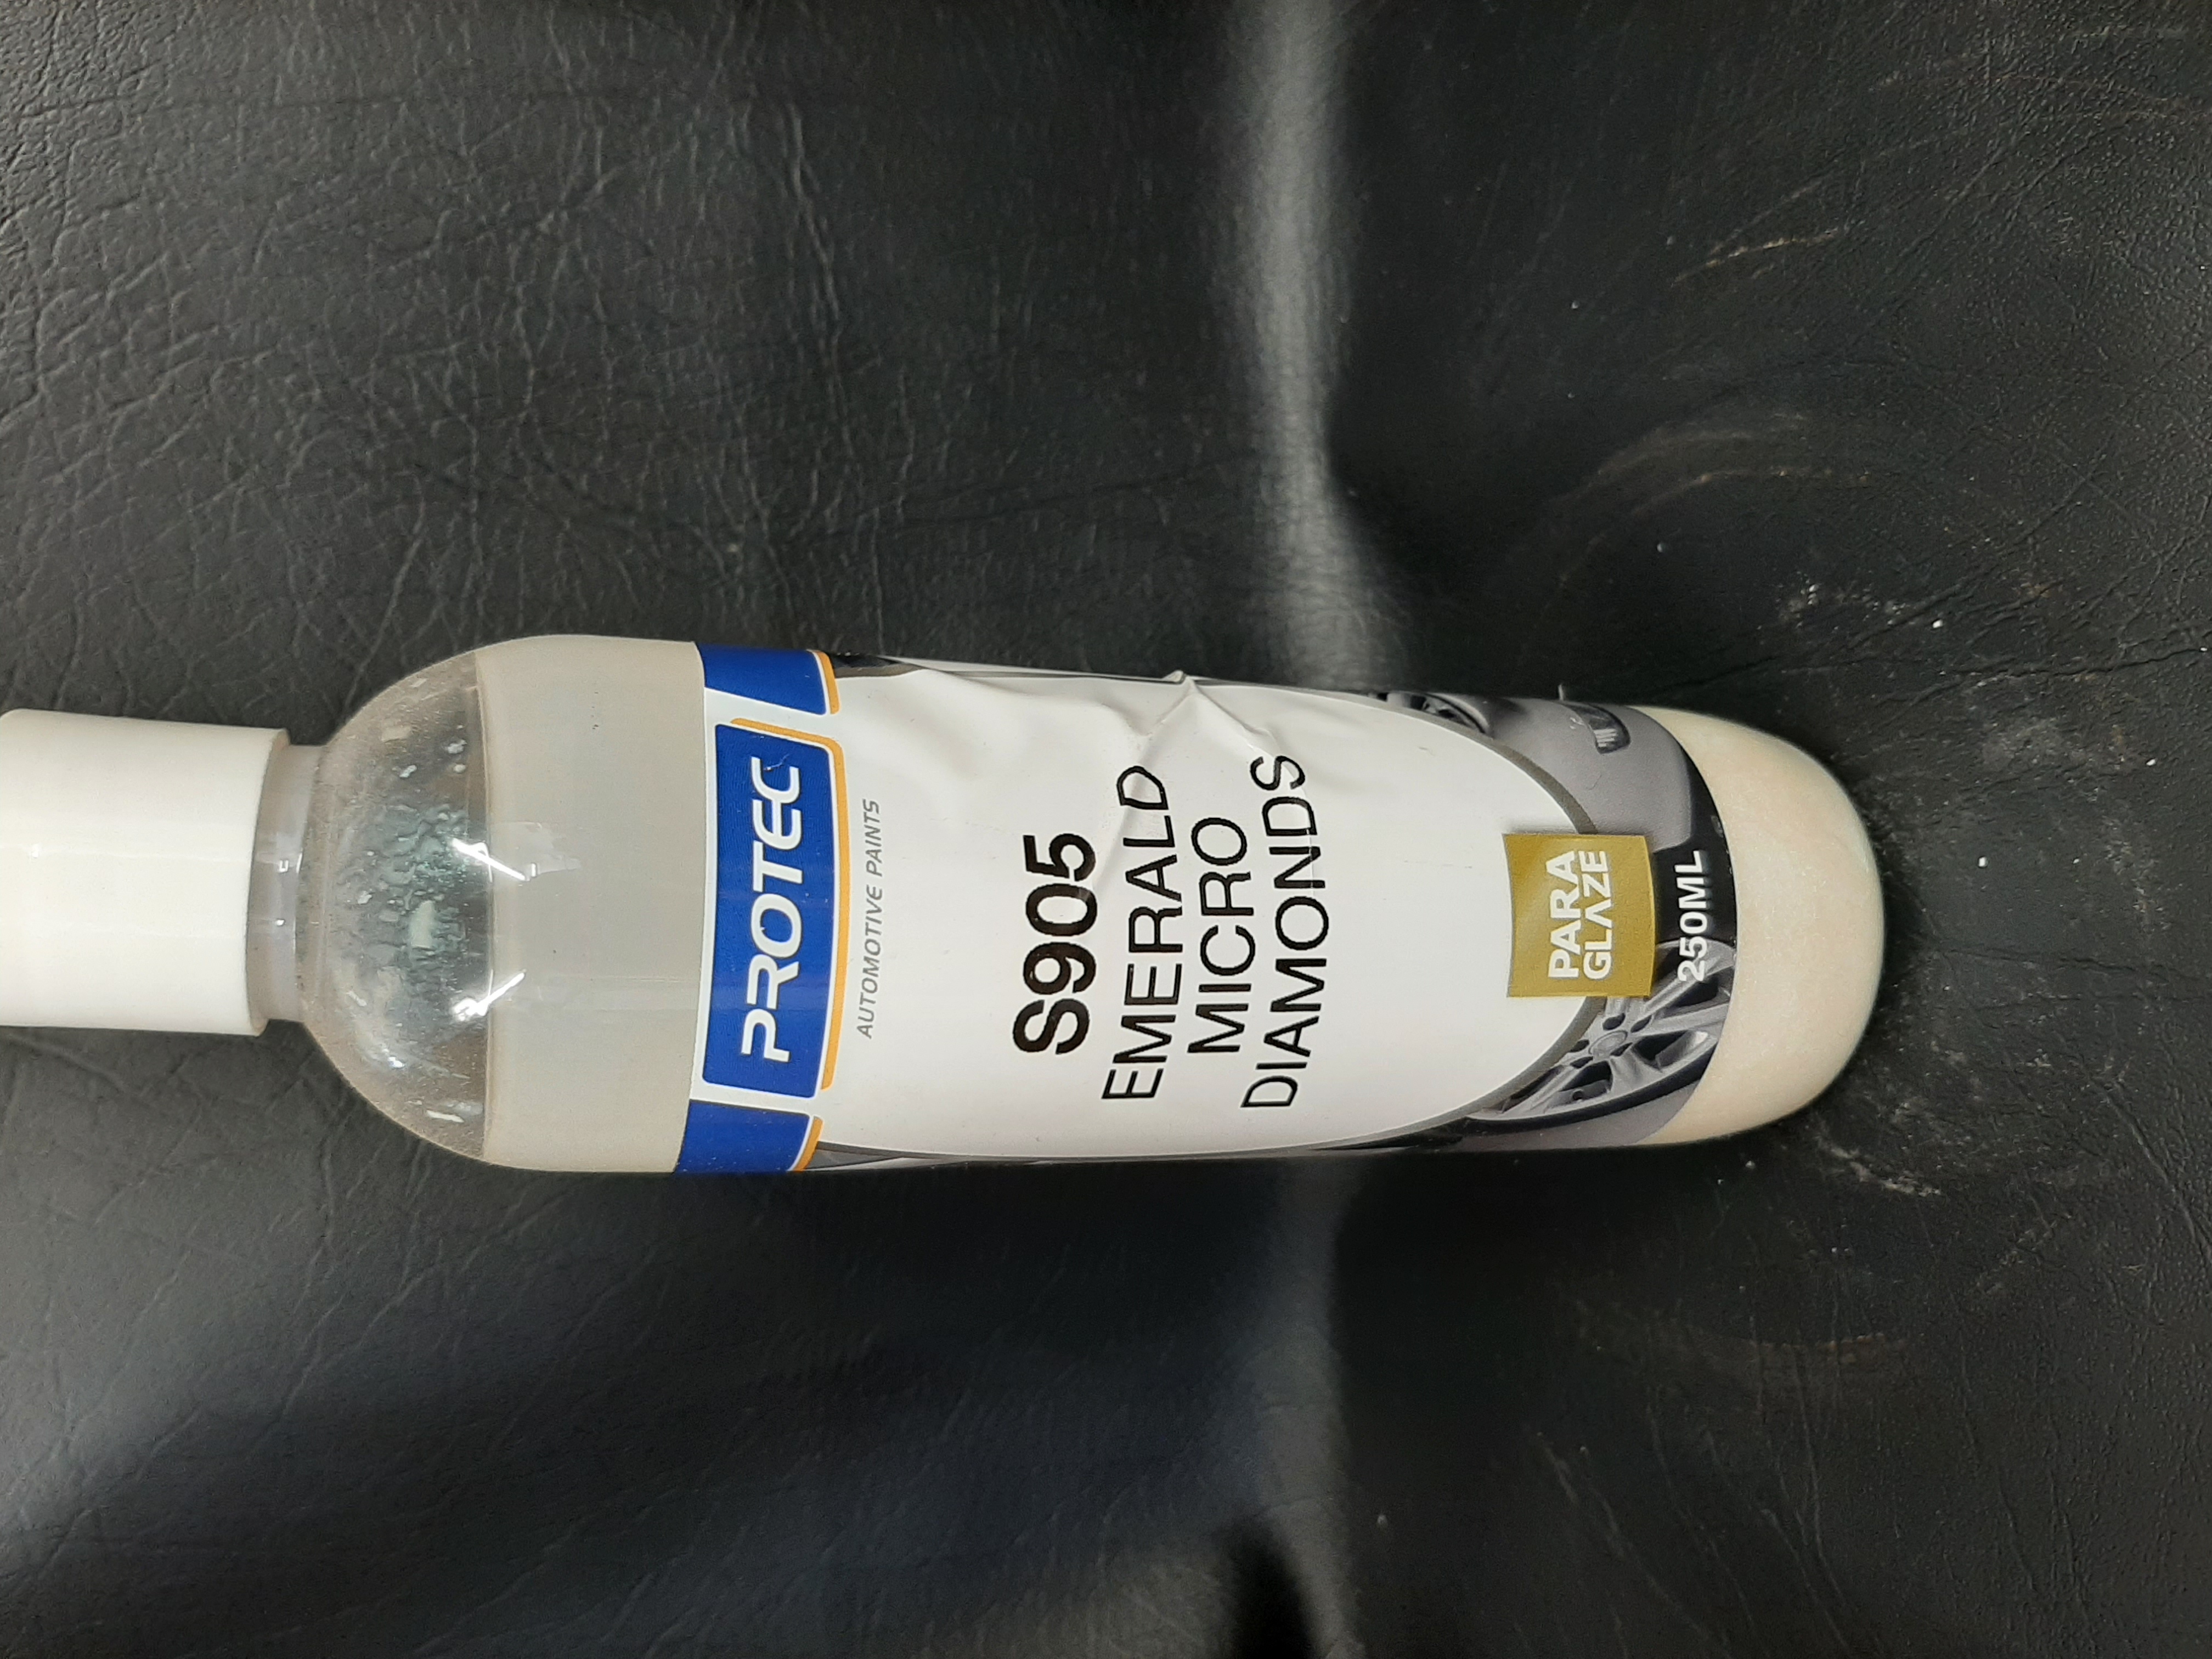 PROTEC
AUTOMOTIVE PAINTS
S905
EMERALD
MICRO
DIAMONDS
PARA
GLAZE
250ML